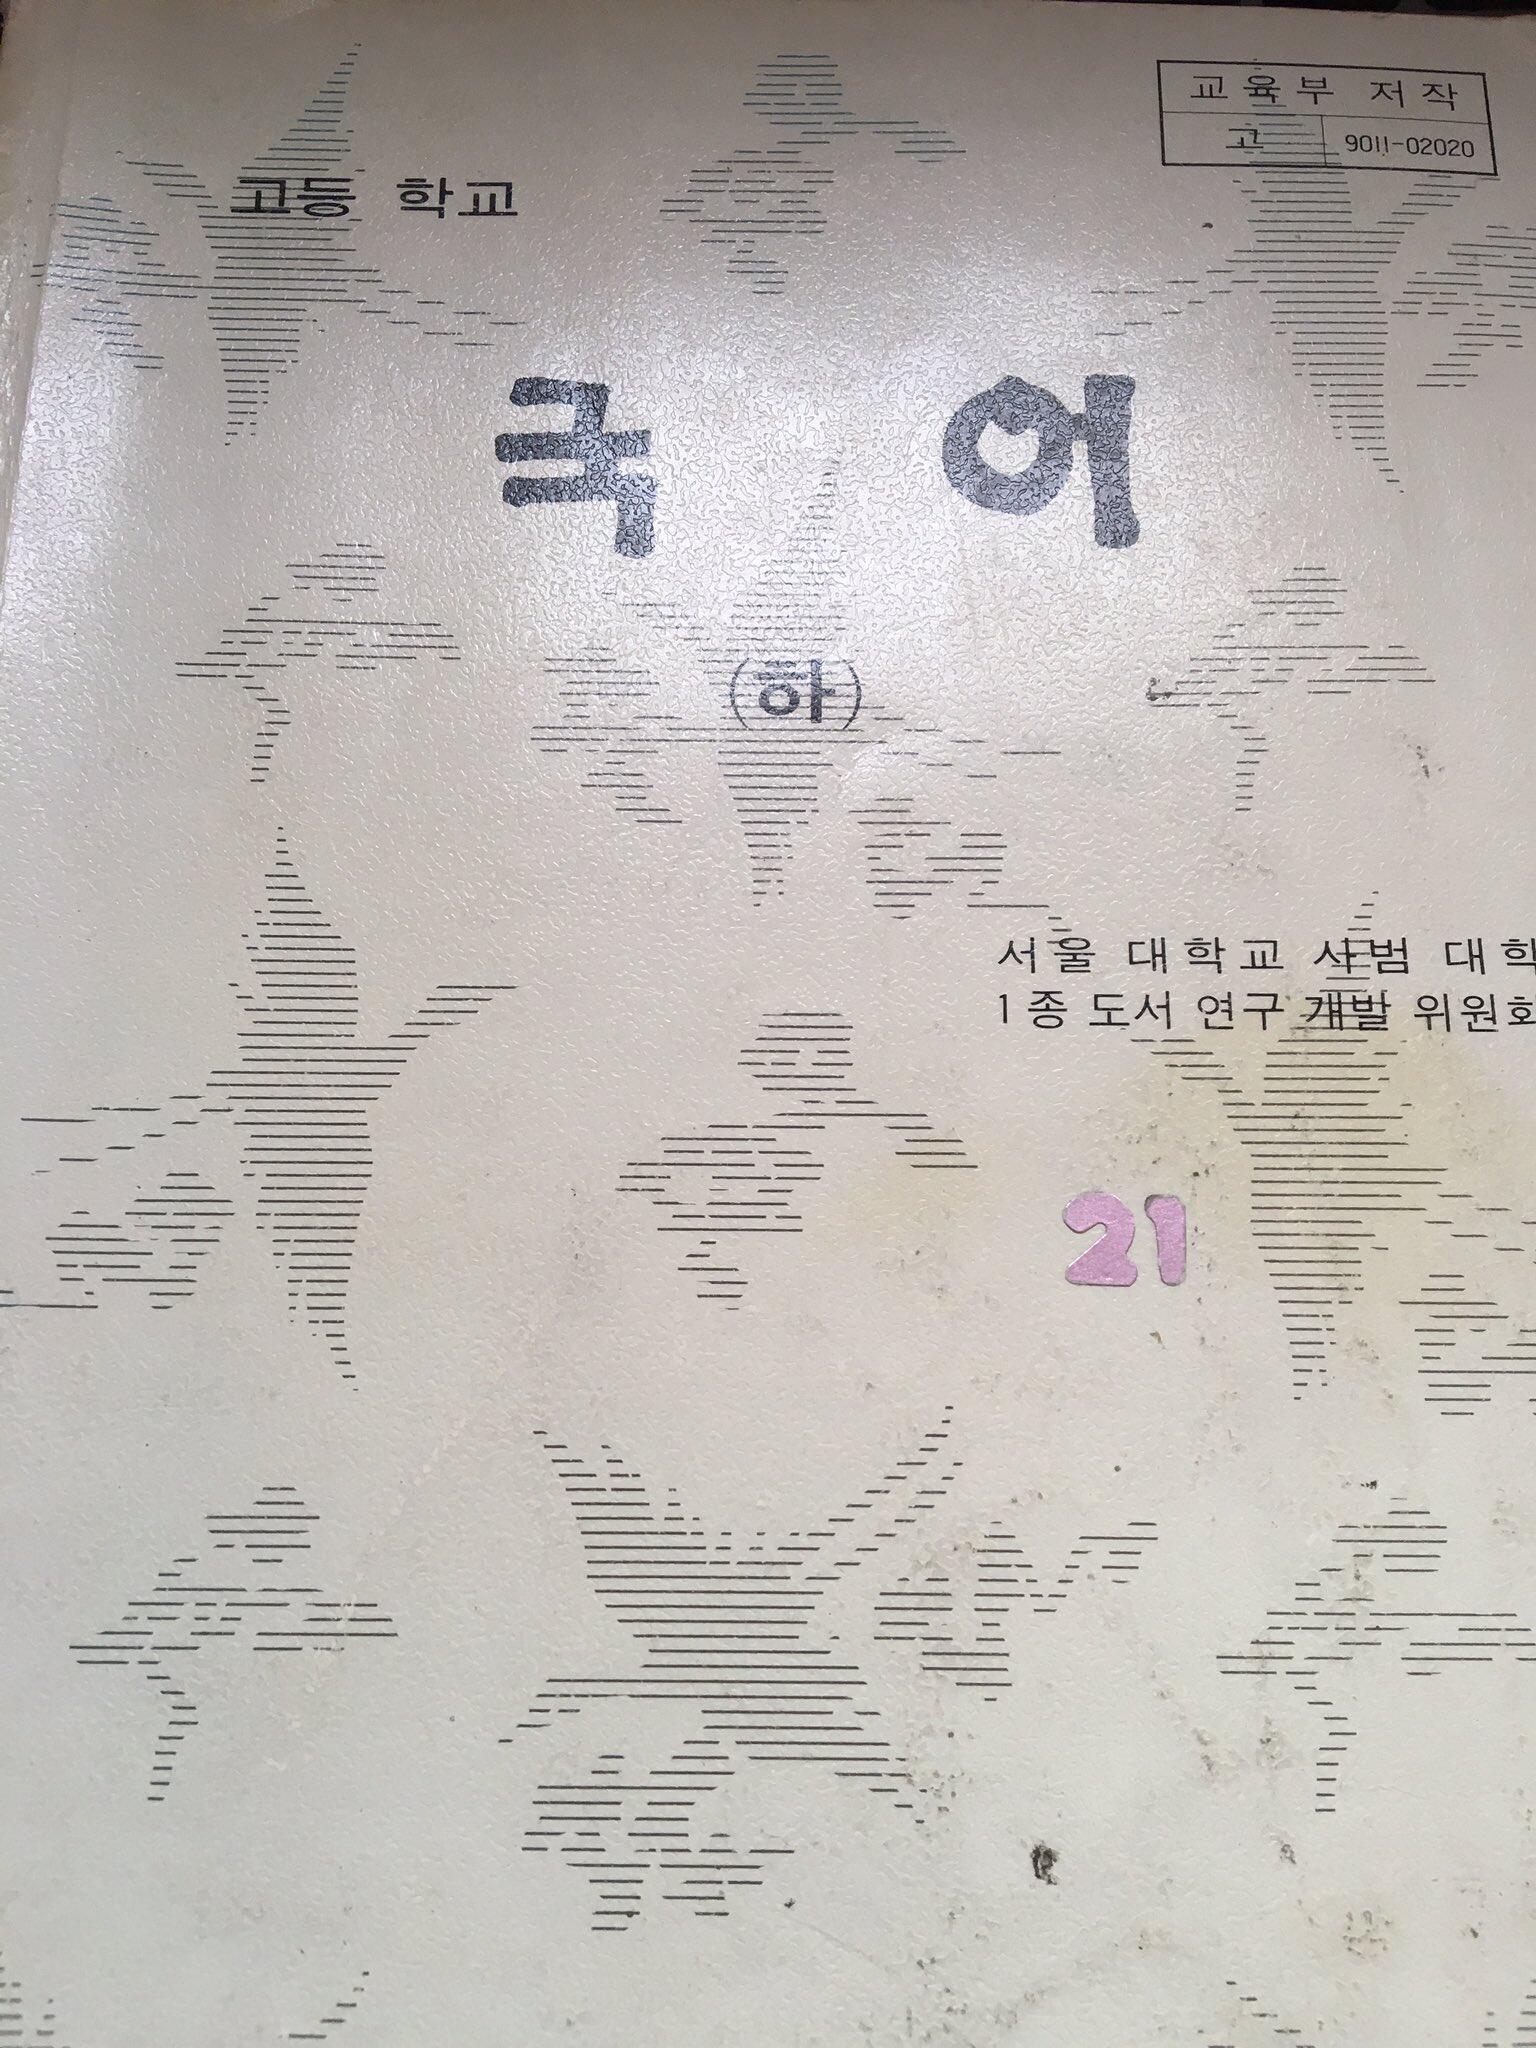 교육부 저작
고 9011-02020
고등 학교
국 어
(하)
서울 대학교 사범 대학
1종 도서 연구 개발 위원회
21